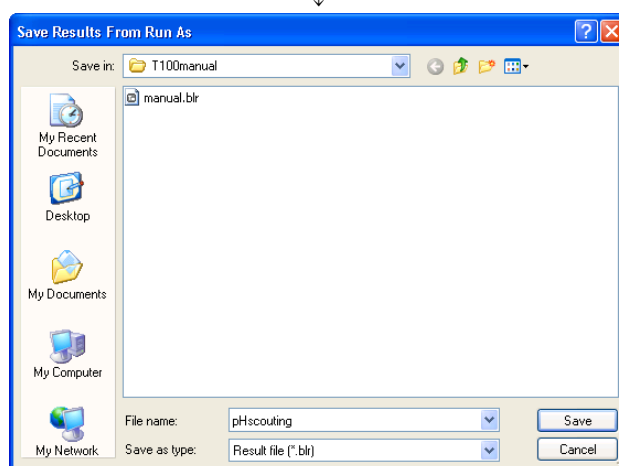 Save Results From Run As
Save in: T100manual
manual.blr
My Recent
Documents
Desktop
My Documents
My Computer
My Network
File name: pHscouting Save
Save as type: Result file (*.blr) Cancel